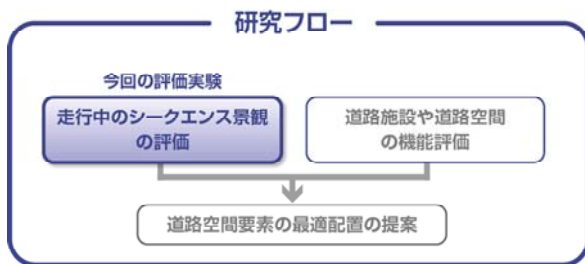 研究フロー
今回の評価実験
走行中のシークエンス景観
の評価
道路施設や道路空間
の機能評価
道路空間要素の最適配置の提案